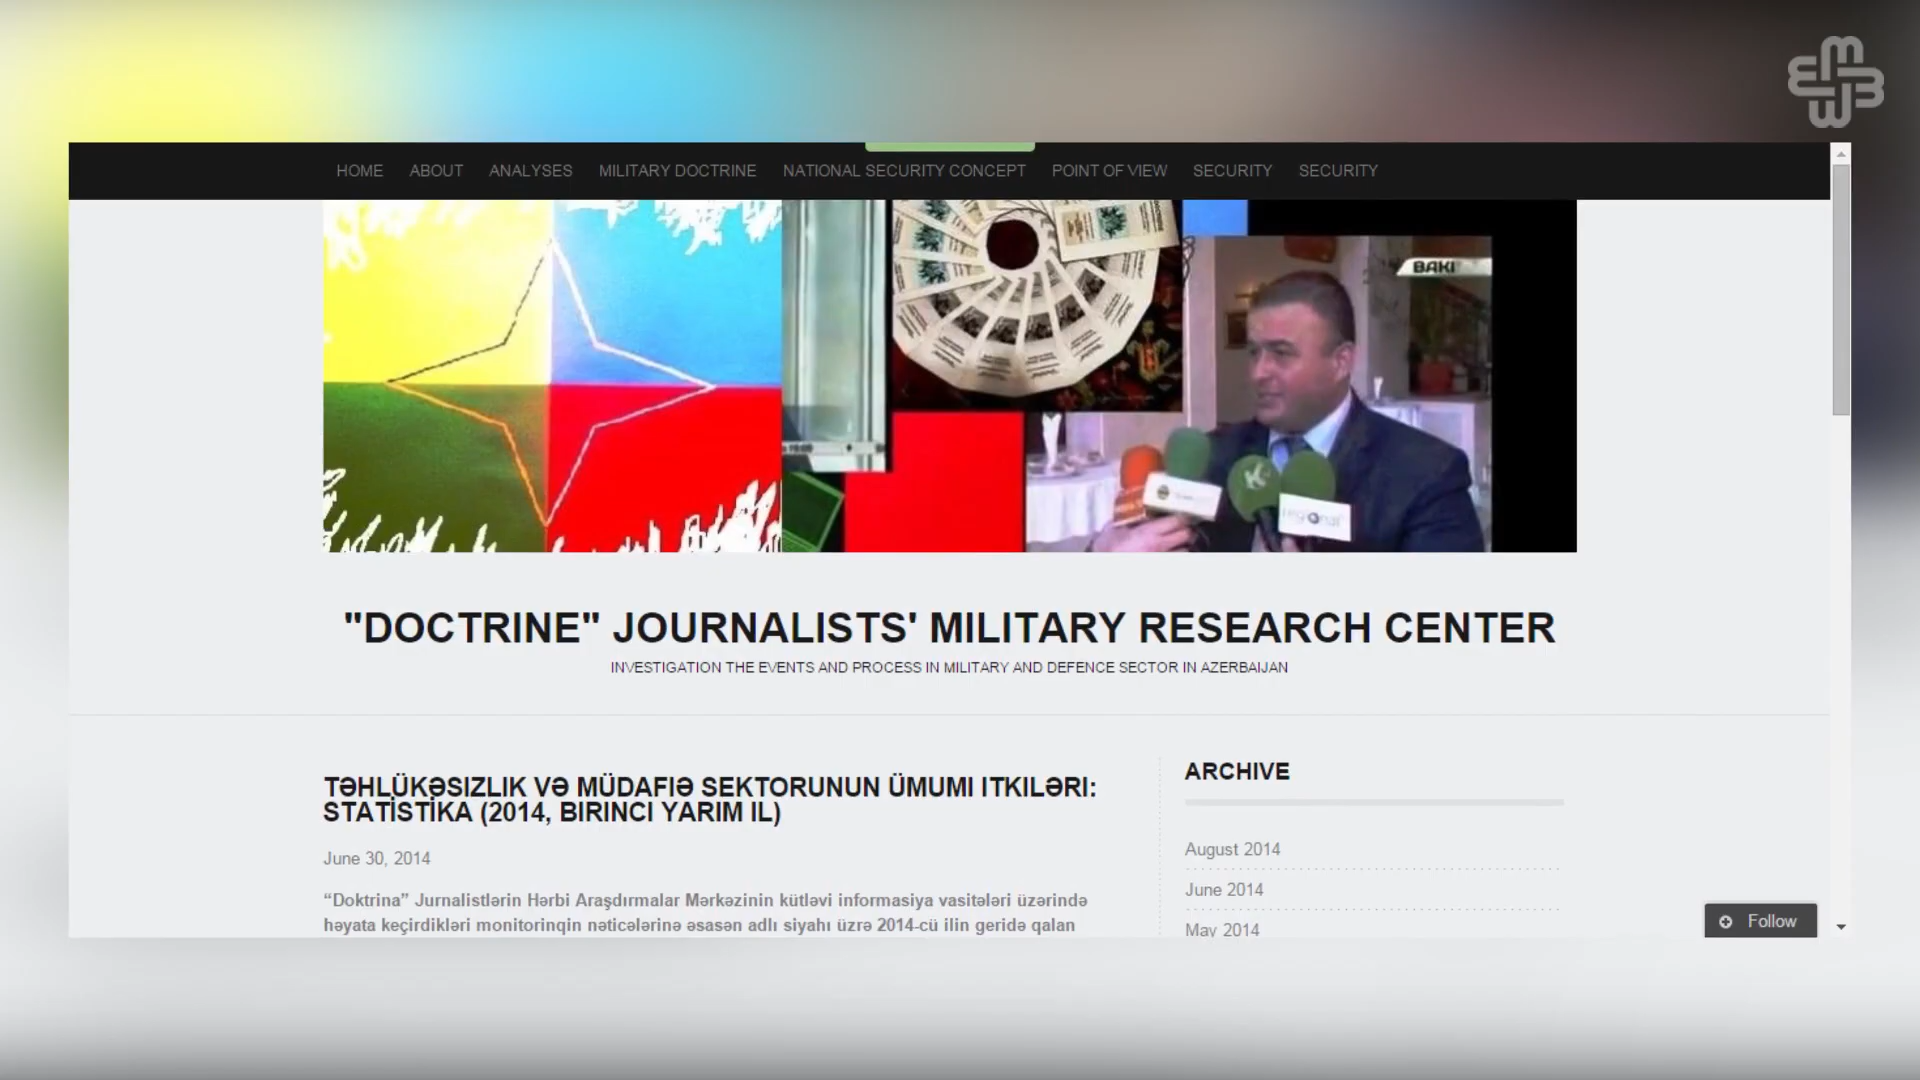 HOME ABOUT ANALYSES MILITARY DOCTRINE NATIONAL SECURITY CONCEPT POINT OF VIEW SECURITY SECURITY
BAKI
regional
"DOCTRINE" JOURNALISTS' MILITARY RESEARCH CENTER
INVESTIGATION THE EVENTS AND PROCESS IN MILITARY AND DEFENCE SECTOR IN AZERBAIJAN
TƏHLÜKƏSIZLIK VƏ MÜDAFIƏ SEKTORUNUN ÜMUMI ITKILƏRI:
STATİSTİKA (2014, BIRINCI YARIM IL)
June 30, 2014
“Doktrina” Jurnalistlərin Hərbi Araşdırmalar Mərkəzinin kütləvi informasiya vasitələri üzərində
həyata keçirdikləri monitorinqin nəticələrinə əsasən adlı siyahı üzrə 2014-cü ilin geridə qalan
ARCHIVE
August 2014
June 2014
May 2014
Follow